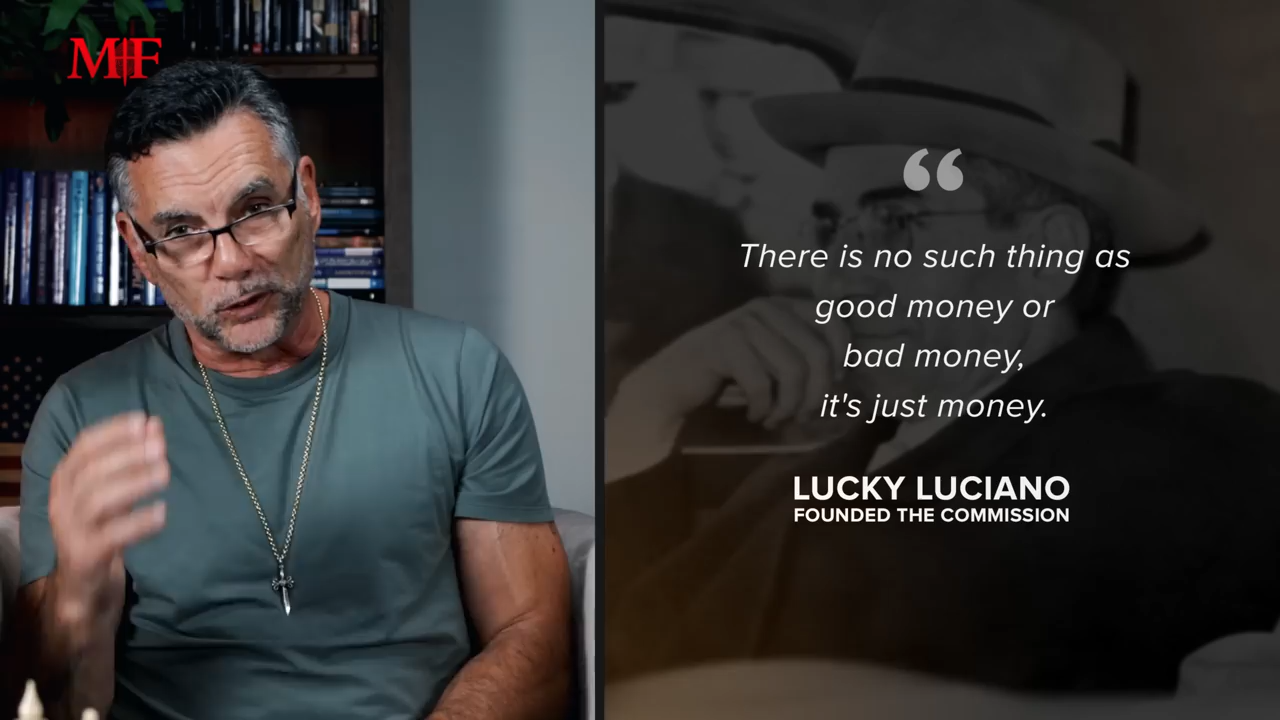 M|F
“
There is no such thing as
good money or
bad money,
it's just money.
LUCKY LUCIANO
FOUNDED THE COMMISSION